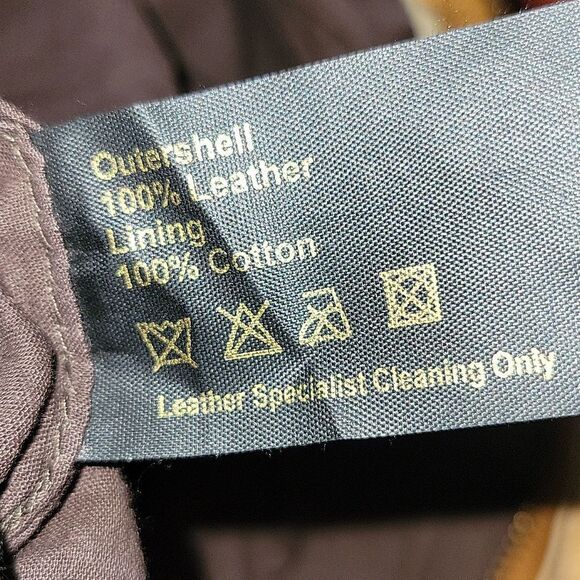 Outershell
100% Leather
Lining
100% Cotton
Leather Specialist Cleaning Only